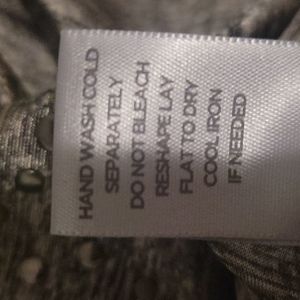 HAND WASH COLD
SEPARATELY
DO NOT BLEACH
RESHAPE LAY
FLAT TO DRY
COOL IRON
IF NEEDED